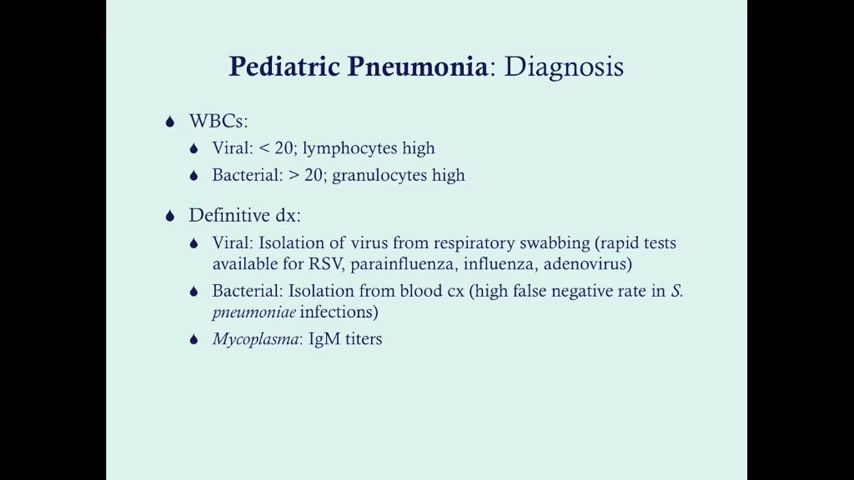 Pediatric Pneumonia: Diagnosis
WBCs:
Viral: < 20; lymphocytes high
Bacterial: > 20; granulocytes high
Definitive dx:
Viral: Isolation of virus from respiratory swabbing (rapid tests
available for RSV, parainfluenza, influenza, adenovirus)
Bacterial: Isolation from blood cx (high false negative rate in S.
pneumoniae infections)
Mycoplasma: IgM titers